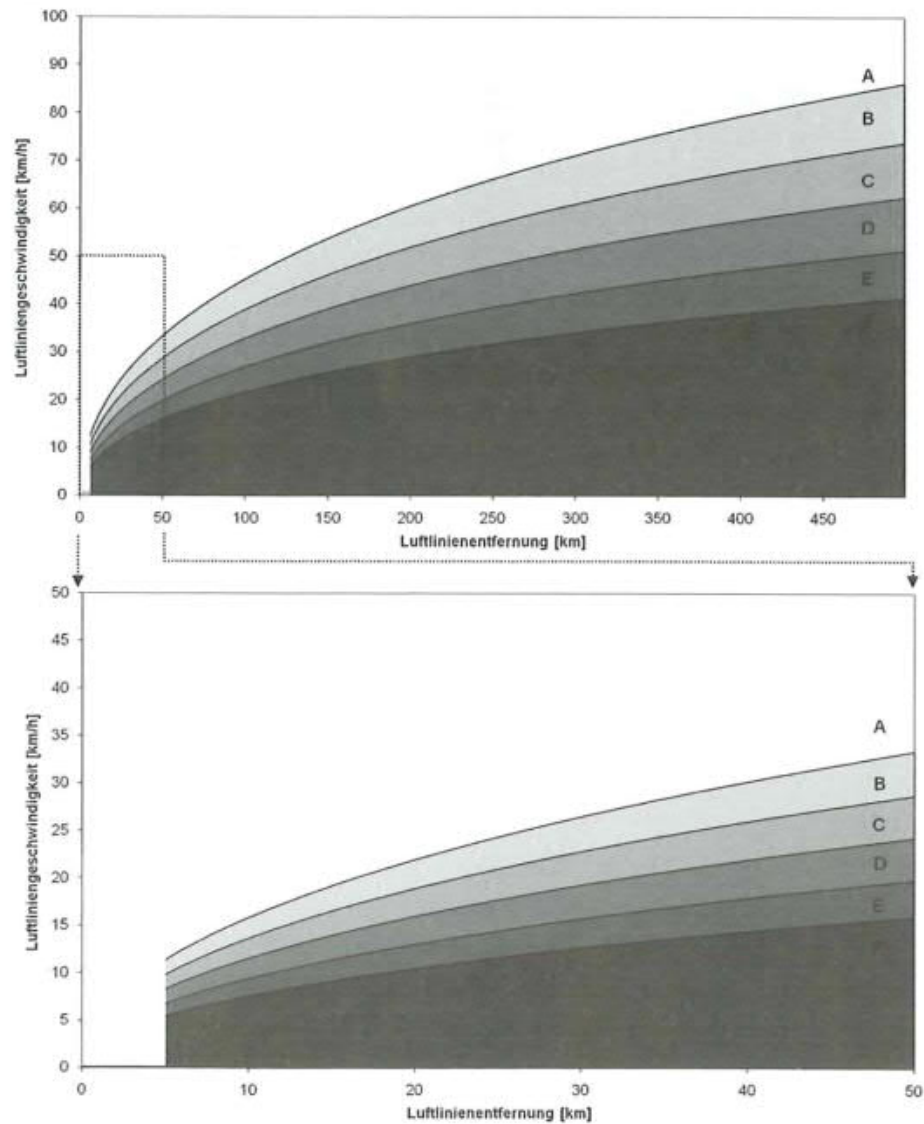 100
90
80
70
60
50
40
30
20
10
0
Luftliniengeschwindigkeit [km/h]
A
B
C
D
E
0 50 100 150 200 250 300 350 400 450
Luftlinienentfernung [km]
50
45
40
35
30
25
20
15
10
5
0
Luftliniengeschwindigkeit [km/h]
A
B
C
D
E
0 10 20 30 40 50
Luftlinienentfernung [km]